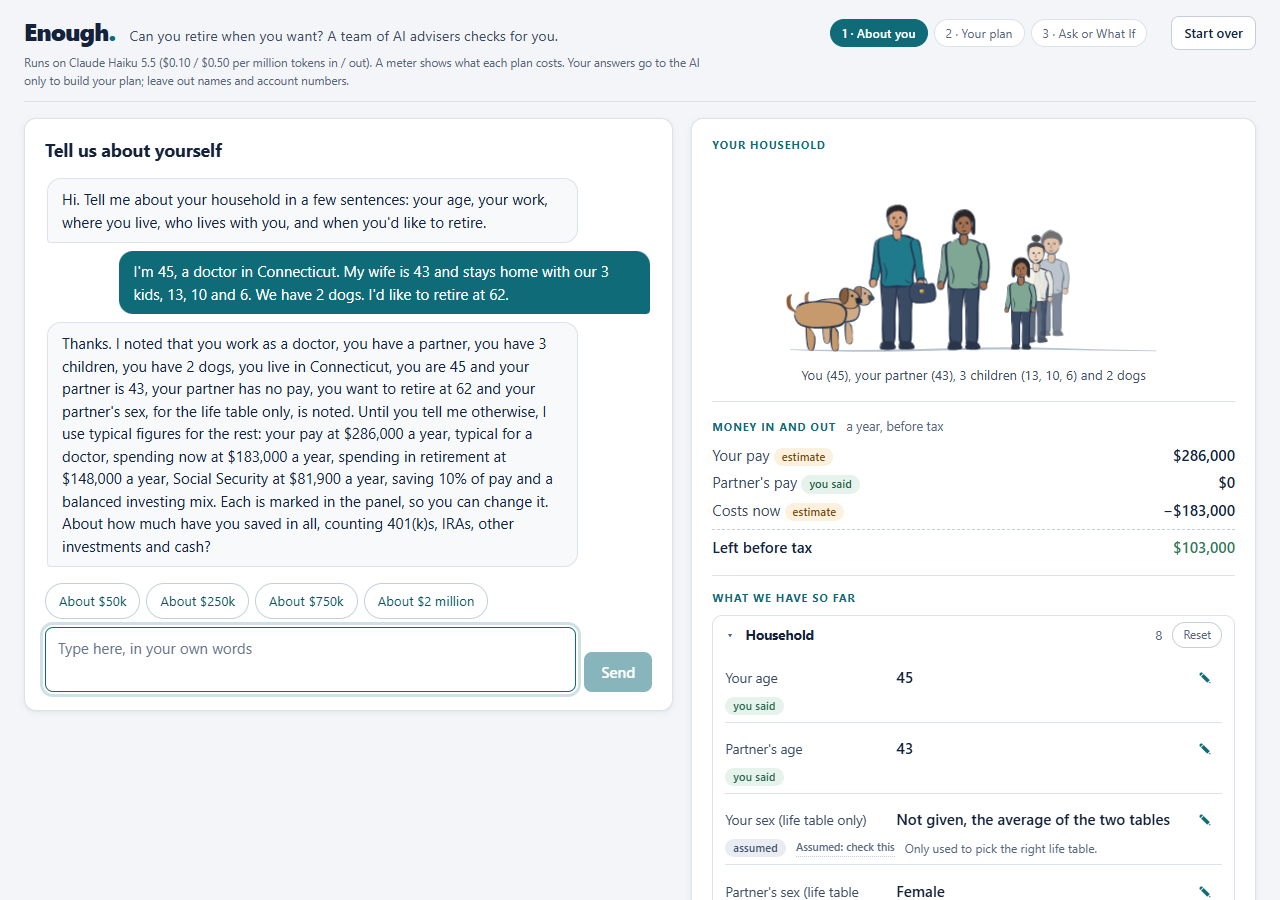 Enough. Can you retire when you want? A team of AI advisers checks for you.
Runs on Claude Haiku 5.5 ($0.10 / $0.50 per million tokens in / out). A meter shows what each plan costs. Your answers go to the AI
only to build your plan; leave out names and account numbers.
1 · About you
2 · Your plan
3 · Ask or What If
Start over
Tell us about yourself
Hi. Tell me about your household in a few sentences: your age, your work,
where you live, who lives with you, and when you'd like to retire.
I'm 45, a doctor in Connecticut. My wife is 43 and stays home with our 3
kids, 13, 10 and 6. We have 2 dogs. I'd like to retire at 62.
Thanks. I noted that you work as a doctor, you have a partner, you have 3
children, you have 2 dogs, you live in Connecticut, you are 45 and your
partner is 43, your partner has no pay, you want to retire at 62 and your
partner's sex, for the life table only, is noted. Until you tell me otherwise, I
use typical figures for the rest: your pay at $286,000 a year, typical for a
doctor, spending now at $183,000 a year, spending in retirement at
$148,000 a year, Social Security at $81,900 a year, saving 10% of pay and a
balanced investing mix. Each is marked in the panel, so you can change it.
About how much have you saved in all, counting 401(k)s, IRAs, other
investments and cash?
About $50k
About $250k
About $750k
About $2 million
Type here, in your own words
Send
YOUR HOUSEHOLD
You (45), your partner (43), 3 children (13, 10, 6) and 2 dogs
MONEY IN AND OUT a year, before tax
Your pay estimate $286,000
Partner's pay you said $0
Costs now estimate −$183,000
Left before tax $103,000
WHAT WE HAVE SO FAR
Household 8 Reset
Your age 45
you said
Partner's age 43
you said
Your sex (life table only) Not given, the average of the two tables
assumed Assumed: check this Only used to pick the right life table.
Partner's sex (life table Female